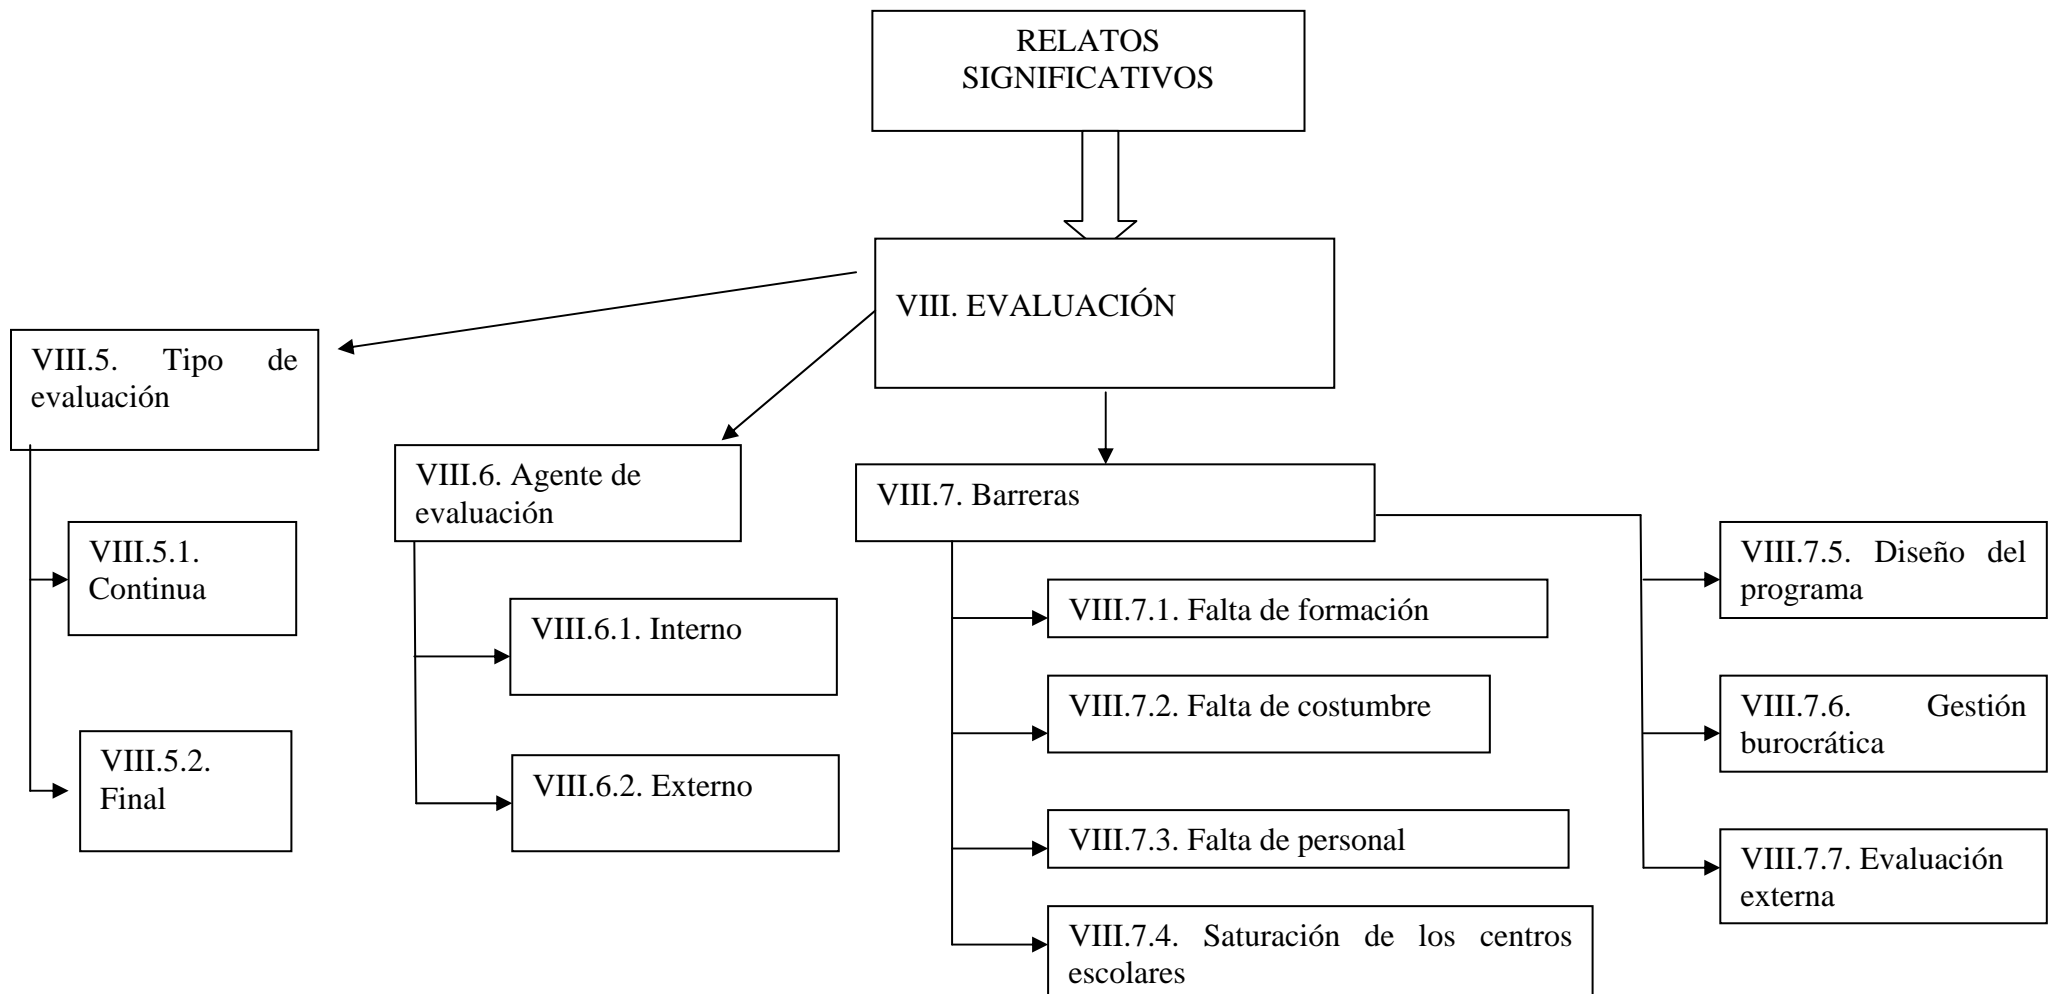 RELATOS
SIGNIFICATIVOS
VIII. EVALUACIÓN
VIII.5. Tipo de
evaluación
VIII.5.1.
Continua
VIII.5.2.
Final
VIII.6. Agente de
evaluación
VIII.6.1. Interno
VIII.6.2. Externo
VIII.7. Barreras
VIII.7.1. Falta de formación
VIII.7.2. Falta de costumbre
VIII.7.3. Falta de personal
VIII.7.4. Saturación de los centros
escolares
VIII.7.5. Diseño del
programa
VIII.7.6. Gestión
burocrática
VIII.7.7. Evaluación
externa